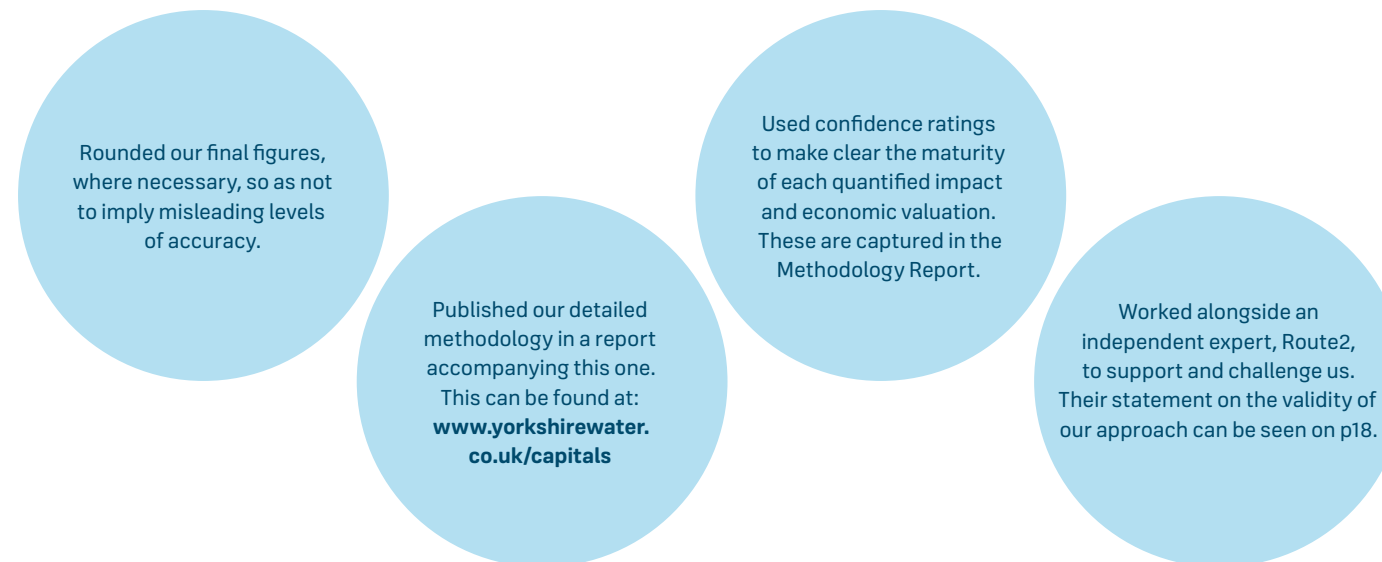 Rounded our final figures,
where necessary, so as not
to imply misleading levels
of accuracy.
Published our detailed
methodology in a report
accompanying this one.
This can be found at:
www.yorkshirewater.
co.uk/capitals
Used confidence ratings
to make clear the maturity
of each quantified impact
and economic valuation.
These are captured in the
Methodology Report.
Worked alongside an
independent expert, Route2,
to support and challenge us.
Their statement on the validity of
our approach can be seen on p18.